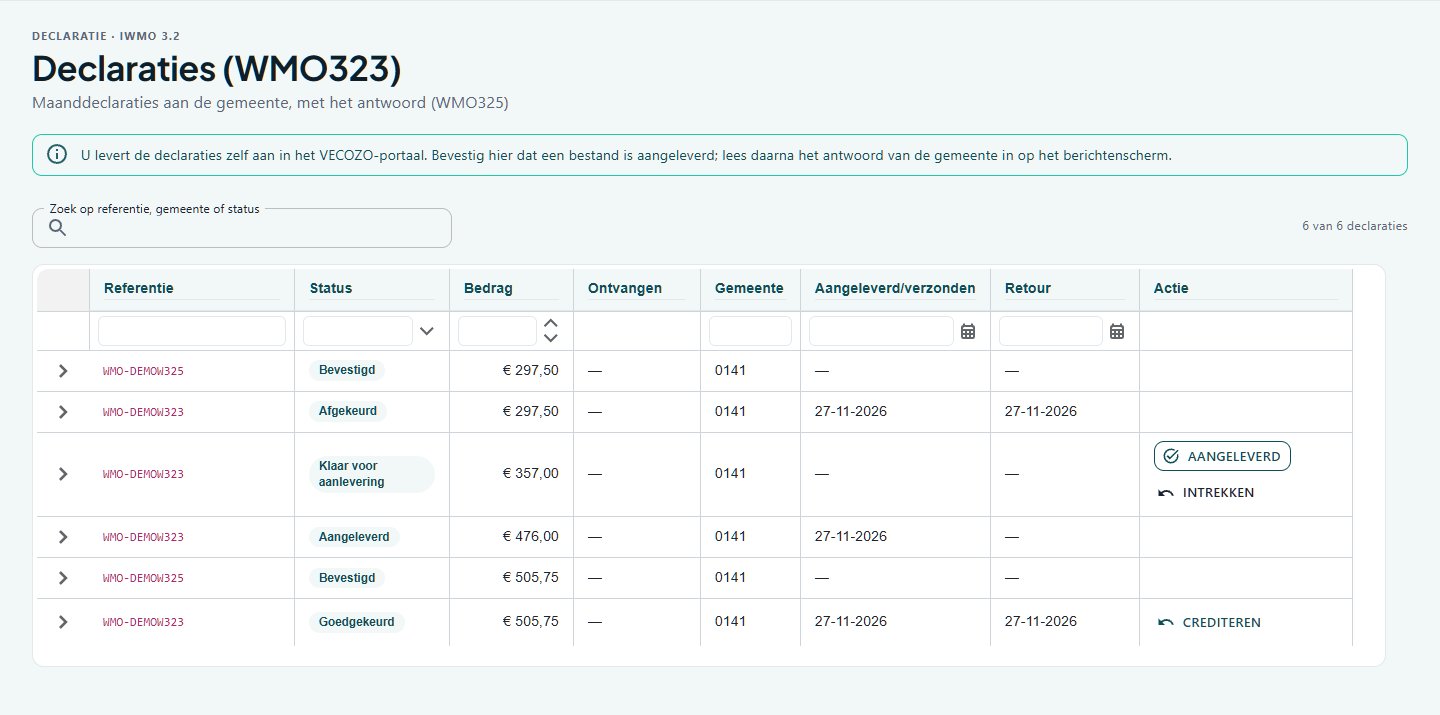 DECLARATIE · IWMO 3.2
Declaraties (WMO323)
Maanddeclaraties aan de gemeente, met het antwoord (WMO325)
U levert de declaraties zelf aan in het VECOZO-portaal. Bevestig hier dat een bestand is aangeleverd; lees daarna het antwoord van de gemeente in op het berichtenscherm.
Zoek op referentie, gemeente of status
6 van 6 declaraties
Referentie Status Bedrag Ontvangen Gemeente Aangeleverd/verzonden Retour Actie
WMO-DEMOW325 Bevestigd € 297,50 — 0141 — —
WMO-DEMOW323 Afgekeurd € 297,50 — 0141 27-11-2026 27-11-2026
WMO-DEMOW323 Klaar voor aanlevering € 357,00 — 0141 — — AANGELEVERD
INTREKKEN
WMO-DEMOW323 Aangeleverd € 476,00 — 0141 27-11-2026 —
WMO-DEMOW325 Bevestigd € 505,75 — 0141 — —
WMO-DEMOW323 Goedgekeurd € 505,75 — 0141 27-11-2026 27-11-2026 CREDITEREN